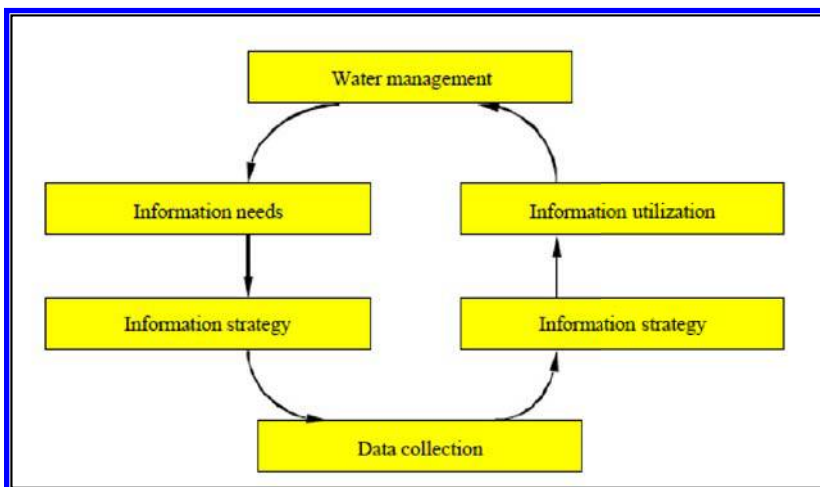 Water management
Information needs
Information utilization
Information strategy
Information strategy
Data collection